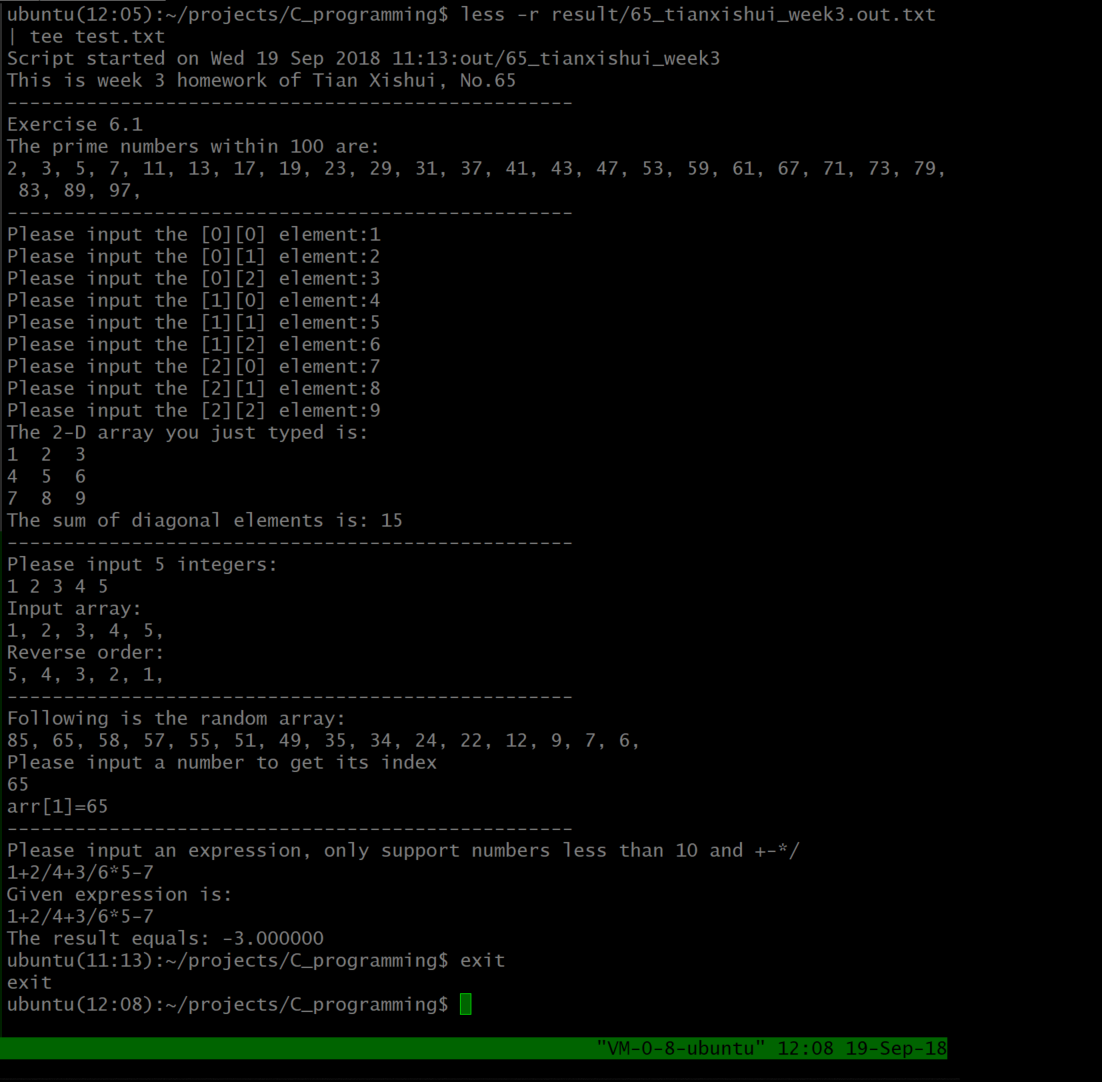 ubuntu(12:05):~/projects/C_programming$ less -r result/65_tianxishui_week3.out.txt
| tee test.txt
Script started on Wed 19 Sep 2018 11:13:out/65_tianxishui_week3
This is week 3 homework of Tian Xishui, No.65
--------------------------------------------------
Exercise 6.1
The prime numbers within 100 are:
2, 3, 5, 7, 11, 13, 17, 19, 23, 29, 31, 37, 41, 43, 47, 53, 59, 61, 67, 71, 73, 79,
 83, 89, 97,
--------------------------------------------------
Please input the [0][0] element:1
Please input the [0][1] element:2
Please input the [0][2] element:3
Please input the [1][0] element:4
Please input the [1][1] element:5
Please input the [1][2] element:6
Please input the [2][0] element:7
Please input the [2][1] element:8
Please input the [2][2] element:9
The 2-D array you just typed is:
1  2  3
4  5  6
7  8  9
The sum of diagonal elements is: 15
--------------------------------------------------
Please input 5 integers:
1 2 3 4 5
Input array:
1, 2, 3, 4, 5,
Reverse order:
5, 4, 3, 2, 1,
--------------------------------------------------
Following is the random array:
85, 65, 58, 57, 55, 51, 49, 35, 34, 24, 22, 12, 9, 7, 6,
Please input a number to get its index
65
arr[1]=65
--------------------------------------------------
Please input an expression, only support numbers less than 10 and +-*/
1+2/4+3/6*5-7
Given expression is:
1+2/4+3/6*5-7
The result equals: -3.000000
ubuntu(11:13):~/projects/C_programming$ exit
exit
ubuntu(12:08):~/projects/C_programming$
"VM-0-8-ubuntu" 12:08 19-Sep-18